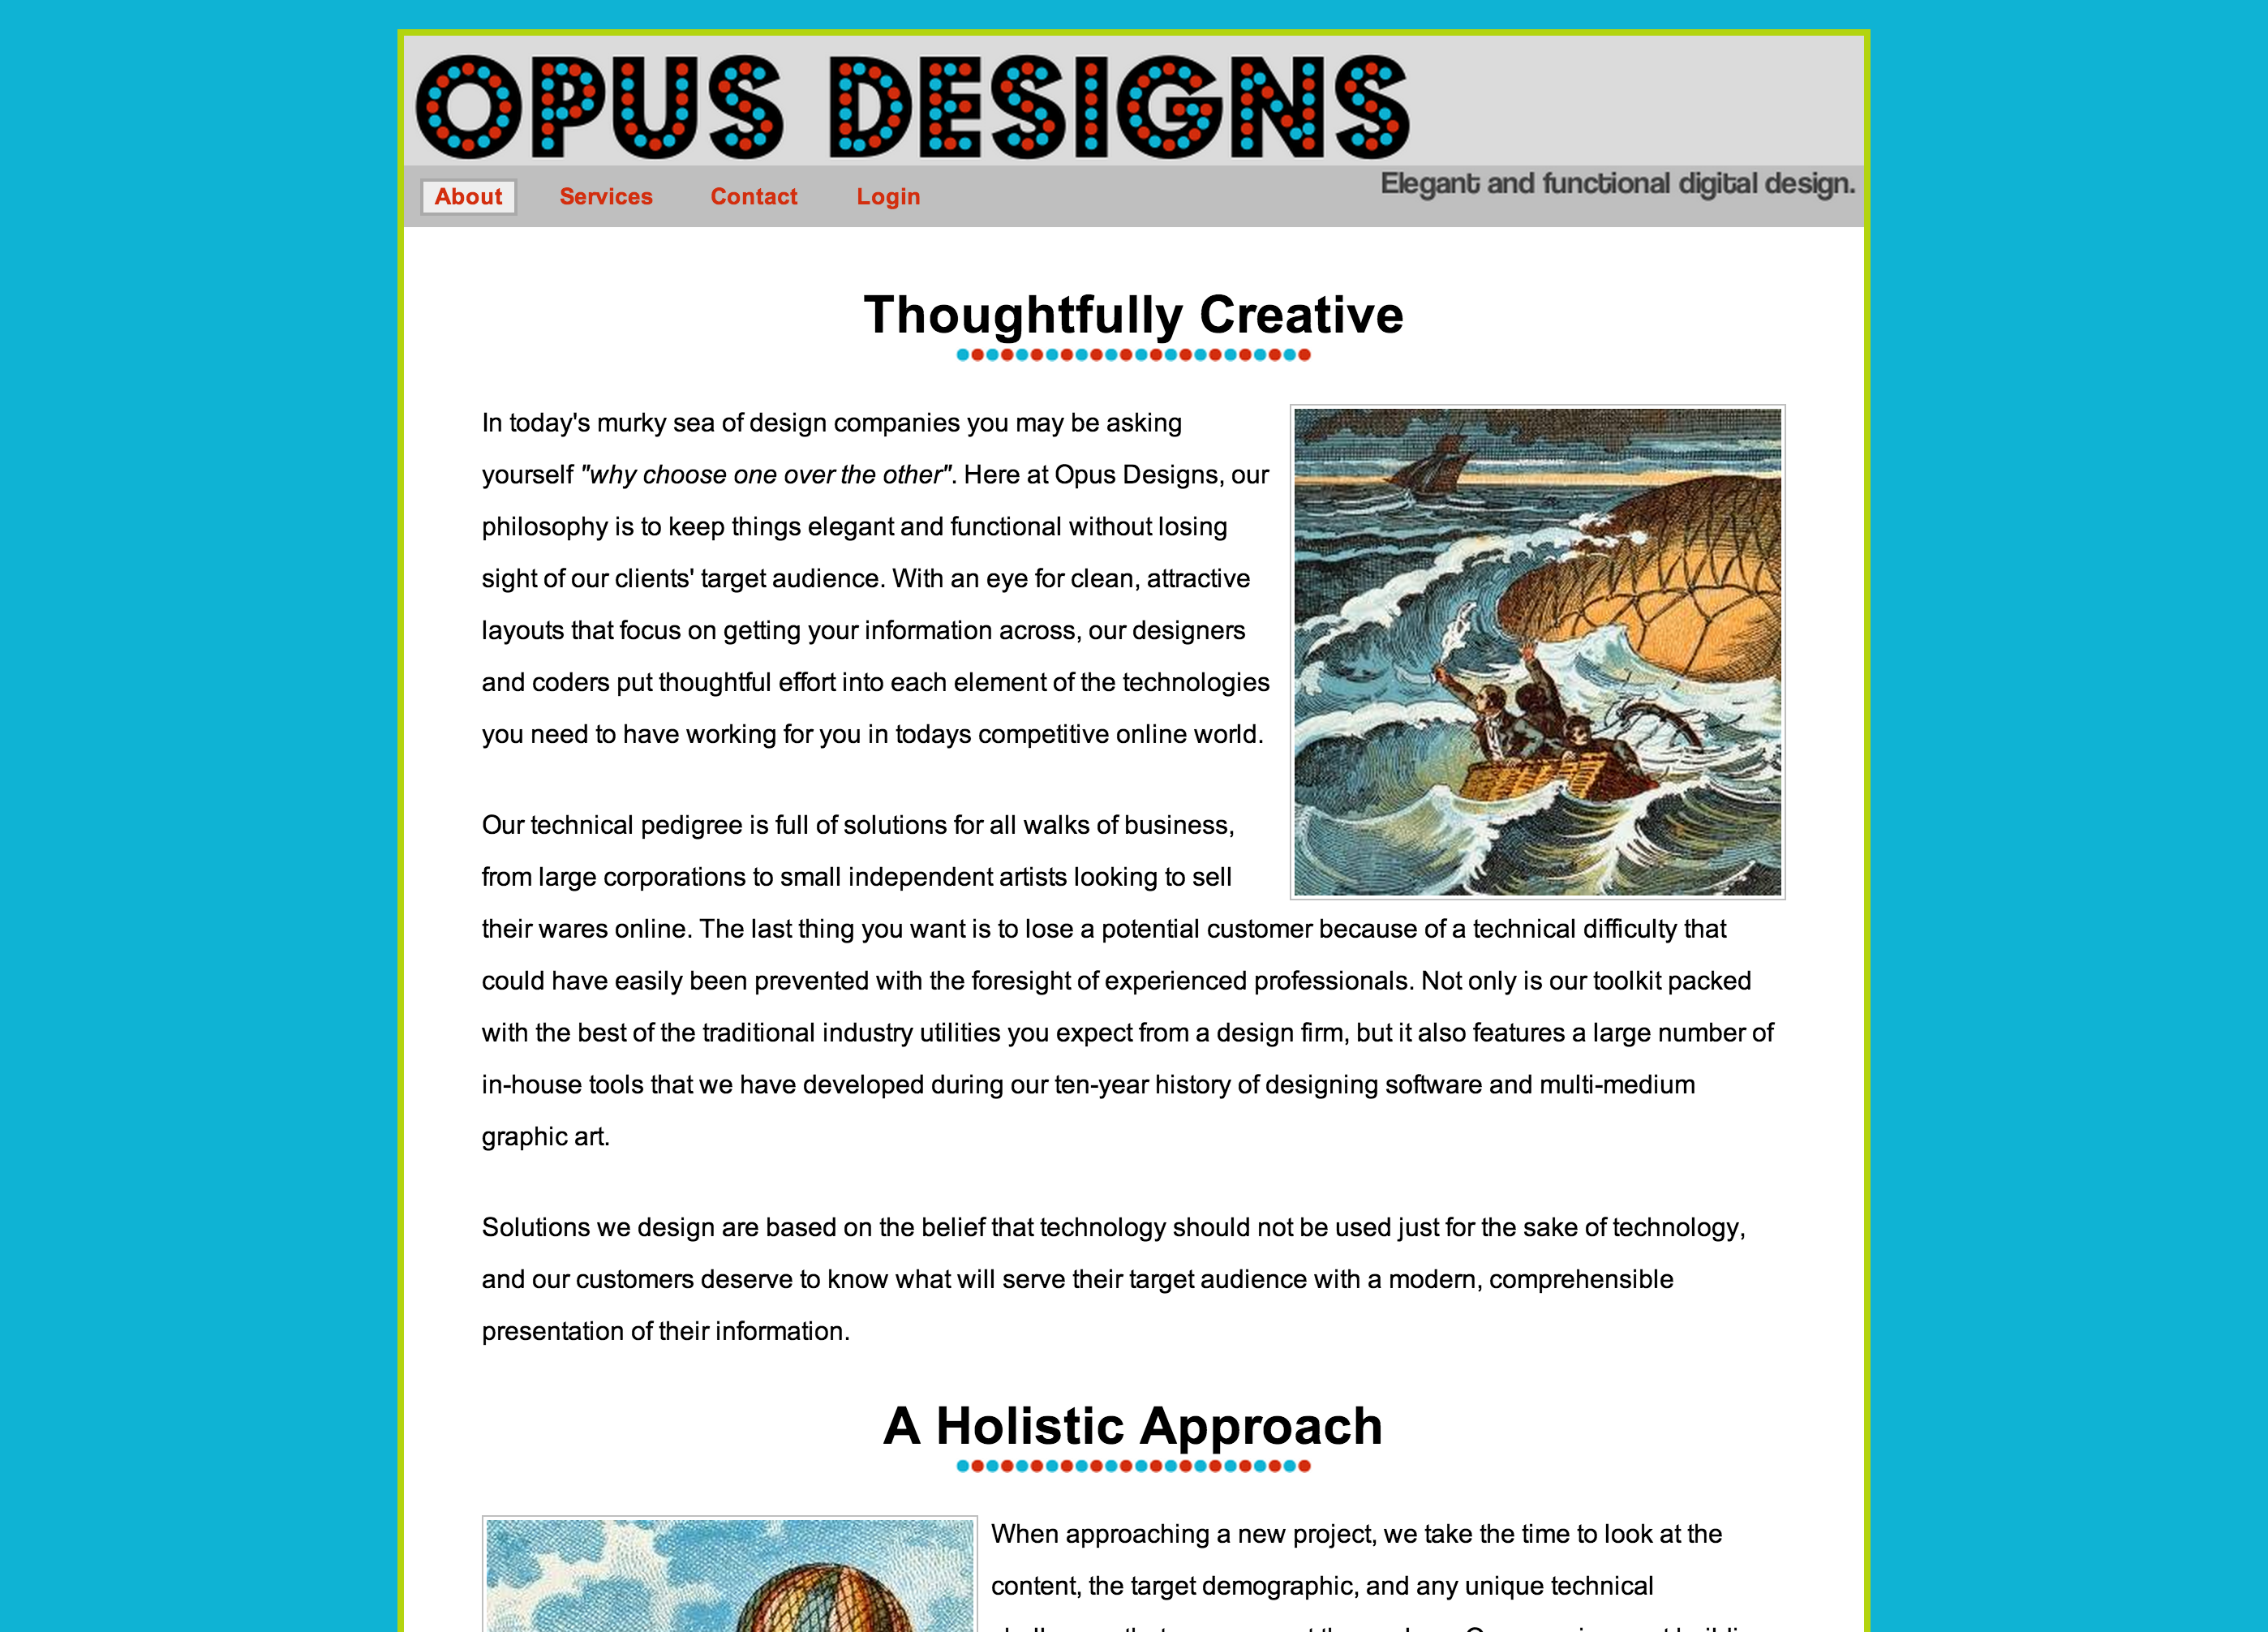 OPUS DESIGNS
About Services Contact Login
Elegant and functional digital design.
Thoughtfully Creative
In today's murky sea of design companies you may be asking
yourself "why choose one over the other". Here at Opus Designs, our
philosophy is to keep things elegant and functional without losing
sight of our clients' target audience. With an eye for clean, attractive
layouts that focus on getting your information across, our designers
and coders put thoughtful effort into each element of the technologies
you need to have working for you in todays competitive online world.
Our technical pedigree is full of solutions for all walks of business,
from large corporations to small independent artists looking to sell
their wares online. The last thing you want is to lose a potential customer because of a technical difficulty that
could have easily been prevented with the foresight of experienced professionals. Not only is our toolkit packed
with the best of the traditional industry utilities you expect from a design firm, but it also features a large number of
in-house tools that we have developed during our ten-year history of designing software and multi-medium
graphic art.
Solutions we design are based on the belief that technology should not be used just for the sake of technology,
and our customers deserve to know what will serve their target audience with a modern, comprehensible
presentation of their information.
A Holistic Approach
When approaching a new project, we take the time to look at the
content, the target demographic, and any unique technical